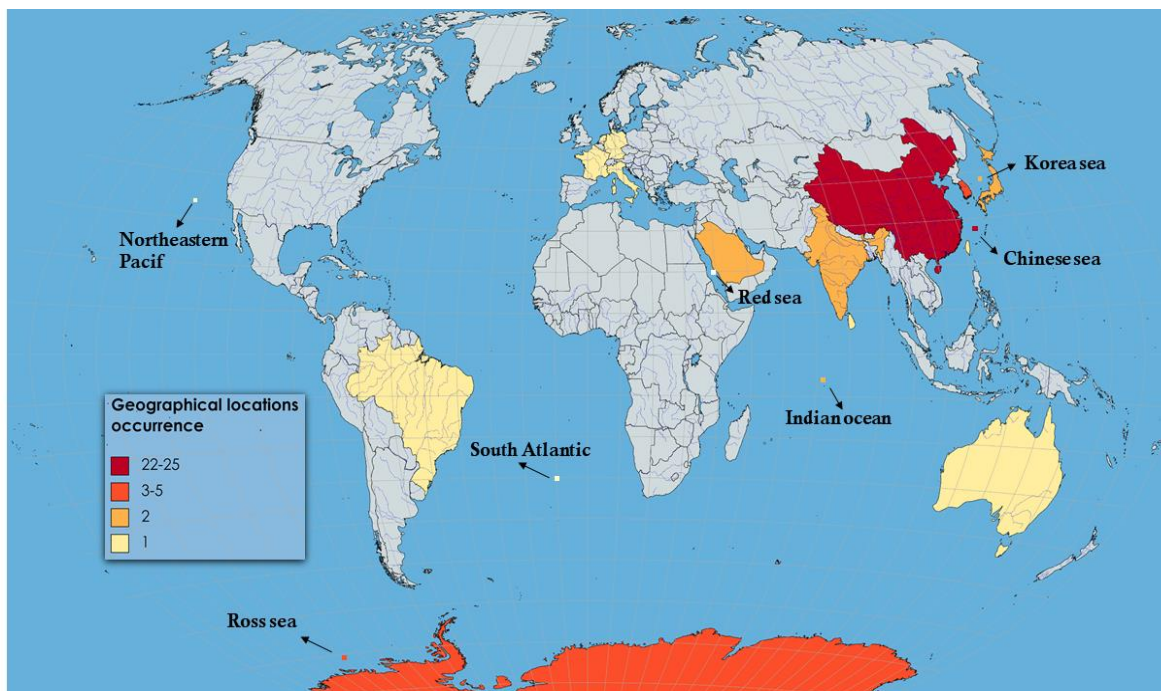 Korea sea
Northeastern
Pacif
Chinese sea
Red sea
Geographical locations
occurrence
Indian ocean
South Atlantic
22-25
3-5
2
1
Ross sea